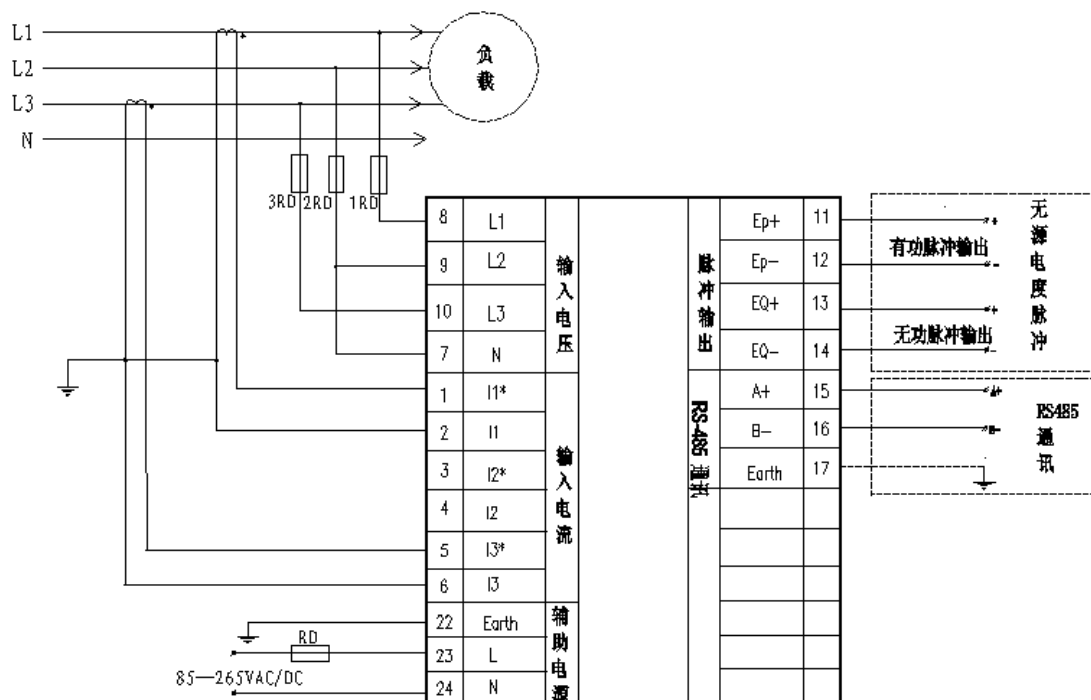 L1
L2
L3
N
负载
3RD 2RD 1RD
8 L1
9 L2
10 L3
7 N
输入电压
1 I1*
2 I1
3 I2*
4 I2
5 I3*
6 I3
输入电流
22 Earth
23 L
24 N
辅助电源
RD
85—265VAC/DC
脉冲输出
Ep+ 11
Ep− 12
EQ+ 13
EQ− 14
RS-485通讯
A+ 15
B− 16
Earth 17
+
有功脉冲输出
-
+
无功脉冲输出
-
无源电度脉冲
A+
B-
RS485
通讯